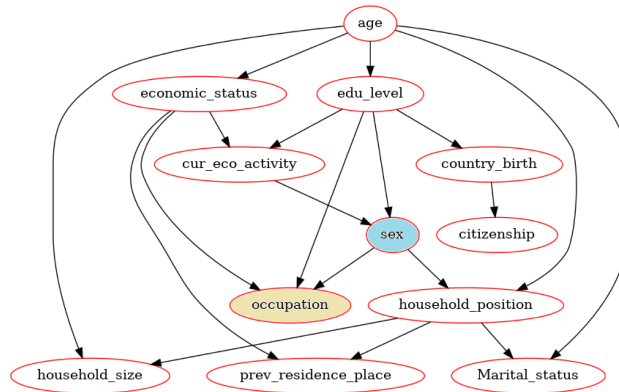 age
economic_status edu_level
cur_eco_activity country_birth
sex citizenship
occupation household_position
household_size prev_residence_place Marital_status